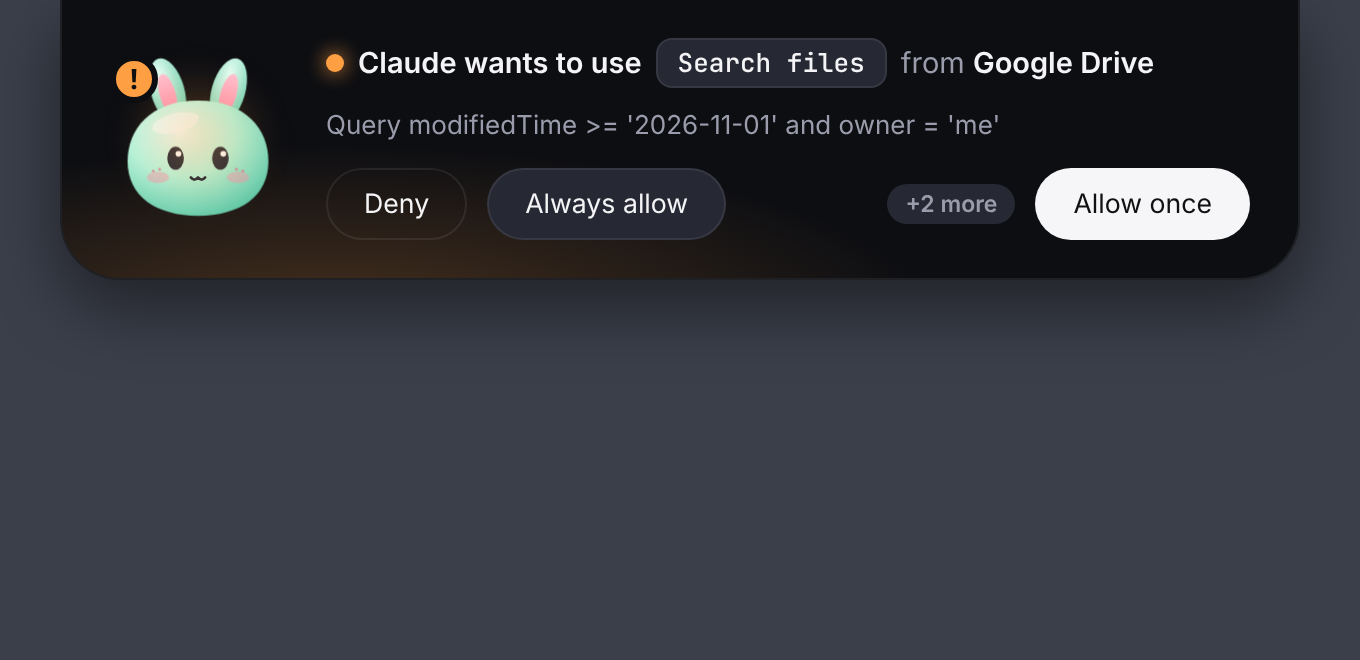 !
Claude wants to use Search files from Google Drive
Query modifiedTime >= '2026-11-01' and owner = 'me'
Deny Always allow +2 more Allow once